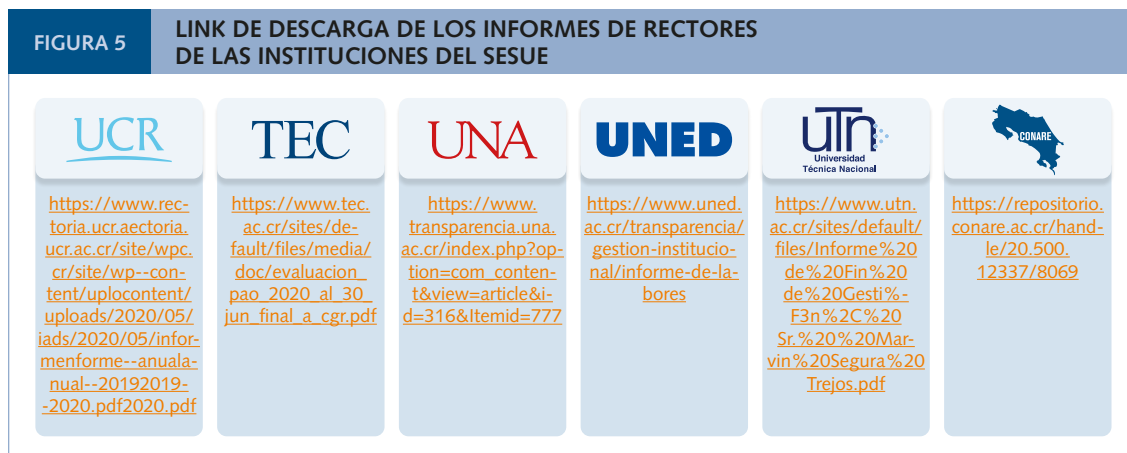 FIGURA 5
LINK DE DESCARGA DE LOS INFORMES DE RECTORES
DE LAS INSTITUCIONES DEL SESUE
UCR
https://www.rec-
toria.ucr.aectoria.
ucr.ac.cr/site/wpc.
cr/site/wp--con-
tent/uplocontent/
uploads/2020/05/
iads/2020/05/infor-
menforme--anuala-
nual--20192019-
-2020.pdf2020.pdf
TEC
https://www.tec.
ac.cr/sites/de-
fault/files/media/
doc/evaluacion_
pao_2020_al_30_
jun_final_a_cgr.pdf
UNA
https://www.
transparencia.una.
ac.cr/index.php?op-
tion=com_conten-
t&view=article&i-
d=316&Itemid=777
UNED
https://www.uned.
ac.cr/transparencia/
gestion-institucio-
nal/informe-de-la-
bores
uTn
Universidad
Técnica Nacional
https://www.utn.
ac.cr/sites/default/
files/Informe%20
de%20Fin%20
de%20Gesti%-
F3n%2C%20
Sr.%20%20Mar-
vin%20Segura%20
Trejos.pdf
CONARE
https://repositorio.
conare.ac.cr/hand-
le/20.500.
12337/8069